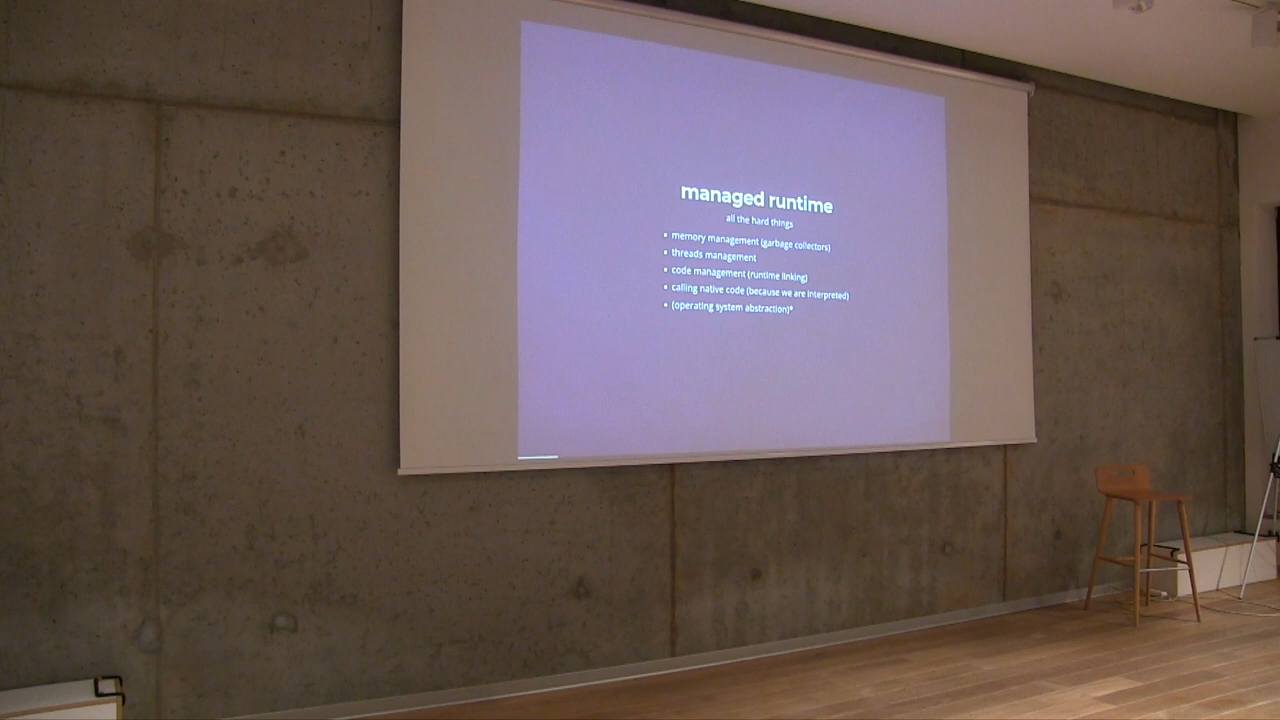 managed runtime
all the hard things
• memory management (garbage collectors)
• threads management
• code management (runtime linking)
• calling native code (because we are interpreted)
• (operating system abstraction)*